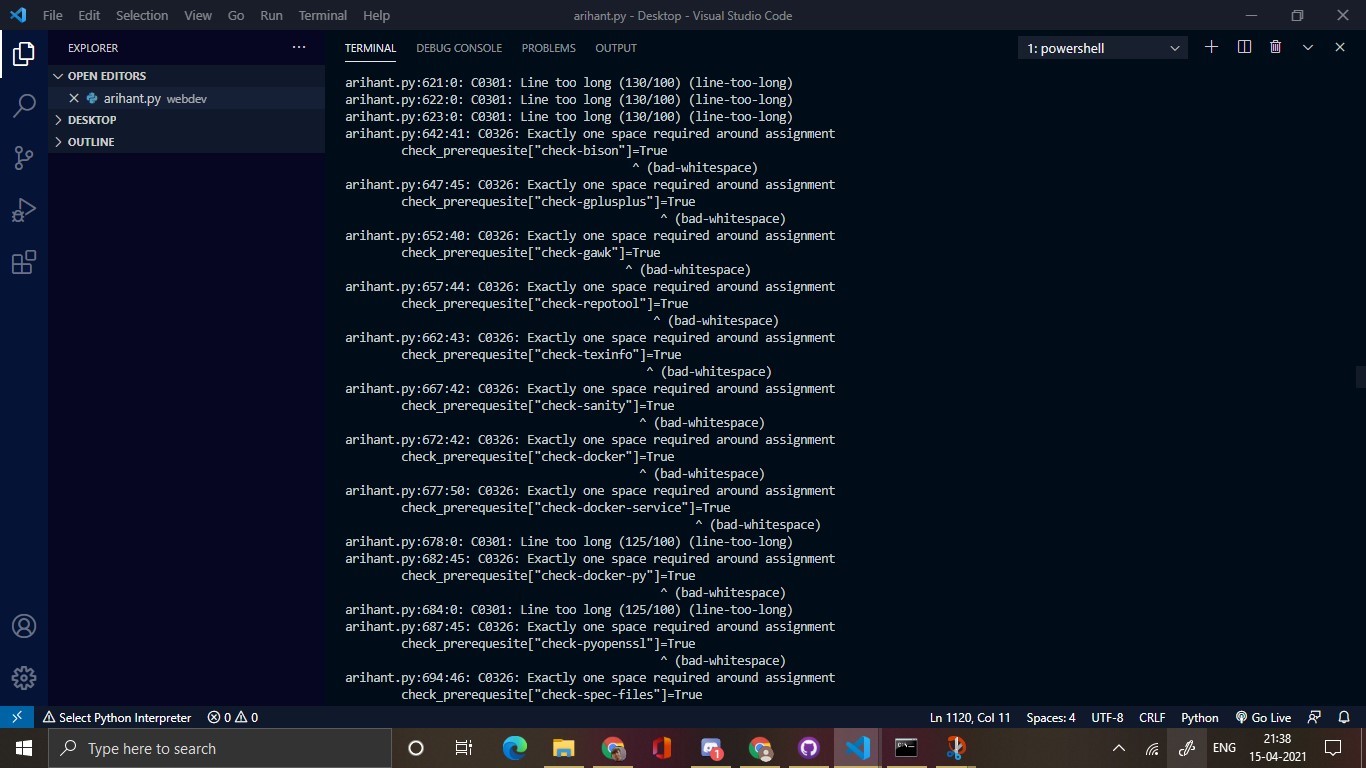 File Edit Selection View Go Run Terminal Help arihant.py - Desktop - Visual Studio Code
EXPLORER ···
OPEN EDITORS
arihant.py webdev
DESKTOP
OUTLINE
TERMINAL DEBUG CONSOLE PROBLEMS OUTPUT 1: powershell
arihant.py:621:0: C0301: Line too long (130/100) (line-too-long)
arihant.py:622:0: C0301: Line too long (130/100) (line-too-long)
arihant.py:623:0: C0301: Line too long (130/100) (line-too-long)
arihant.py:642:41: C0326: Exactly one space required around assignment
check_prerequesite["check-bison"]=True
^ (bad-whitespace)
arihant.py:647:45: C0326: Exactly one space required around assignment
check_prerequesite["check-gplusplus"]=True
^ (bad-whitespace)
arihant.py:652:40: C0326: Exactly one space required around assignment
check_prerequesite["check-gawk"]=True
^ (bad-whitespace)
arihant.py:657:44: C0326: Exactly one space required around assignment
check_prerequesite["check-repotool"]=True
^ (bad-whitespace)
arihant.py:662:43: C0326: Exactly one space required around assignment
check_prerequesite["check-texinfo"]=True
^ (bad-whitespace)
arihant.py:667:42: C0326: Exactly one space required around assignment
check_prerequesite["check-sanity"]=True
^ (bad-whitespace)
arihant.py:672:42: C0326: Exactly one space required around assignment
check_prerequesite["check-docker"]=True
^ (bad-whitespace)
arihant.py:677:50: C0326: Exactly one space required around assignment
check_prerequesite["check-docker-service"]=True
^ (bad-whitespace)
arihant.py:678:0: C0301: Line too long (125/100) (line-too-long)
arihant.py:682:45: C0326: Exactly one space required around assignment
check_prerequesite["check-docker-py"]=True
^ (bad-whitespace)
arihant.py:684:0: C0301: Line too long (125/100) (line-too-long)
arihant.py:687:45: C0326: Exactly one space required around assignment
check_prerequesite["check-pyopenssl"]=True
^ (bad-whitespace)
arihant.py:694:46: C0326: Exactly one space required around assignment
check_prerequesite["check-spec-files"]=True
Select Python Interpreter 0 0 Ln 1120, Col 11 Spaces: 4 UTF-8 CRLF Python Go Live
Type here to search 1 ENG 21:38
15-04-2021